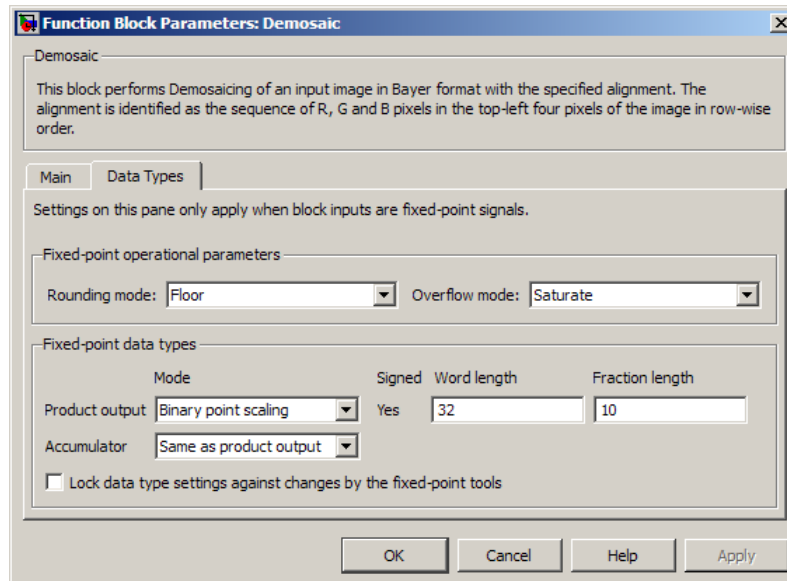 Function Block Parameters: Demosaic
Demosaic
This block performs Demosaicing of an input image in Bayer format with the specified alignment. The
alignment is identified as the sequence of R, G and B pixels in the top-left four pixels of the image in row-wise
order.
Main Data Types
Settings on this pane only apply when block inputs are fixed-point signals.
Fixed-point operational parameters
Rounding mode: Floor Overflow mode: Saturate
Fixed-point data types
Mode Signed Word length Fraction length
Product output Binary point scaling Yes 32 10
Accumulator Same as product output
Lock data type settings against changes by the fixed-point tools
OK Cancel Help Apply